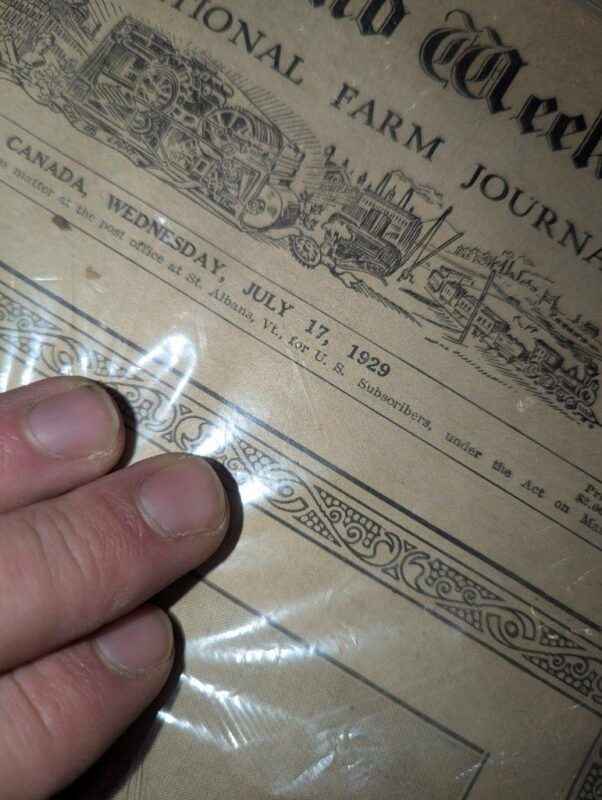 Week
TIONAL FARM JOURNA
CANADA, WEDNESDAY, JULY 17, 1929
matter at the post office at St. Albans, Vt., for U. S. Subscribers, under the Act on